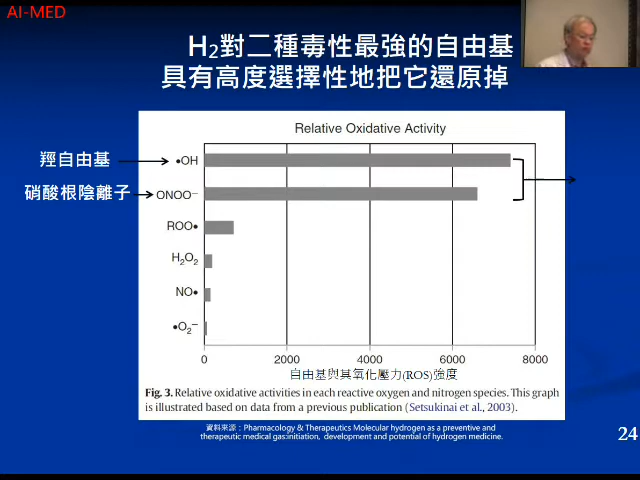 AI-MED
H2對二種毒性最強的自由基
具有高度選擇性地把它還原掉
Relative Oxidative Activity
羥自由基
•OH
硝酸根陰離子
ONOO⁻
ROO•
H₂O₂
NO•
•O₂⁻
0 2000 4000 6000 8000
自由基與其氧化壓力(ROS)強度
Fig. 3. Relative oxidative activities in each reactive oxygen and nitrogen species. This graph
is illustrated based on data from a previous publication (Setsukinai et al., 2003).
資料來源：Pharmacology & Therapeutics Molecular hydrogen as a preventive and
therapeutic medical gas:initiation, development and potential of hydrogen medicine.
24